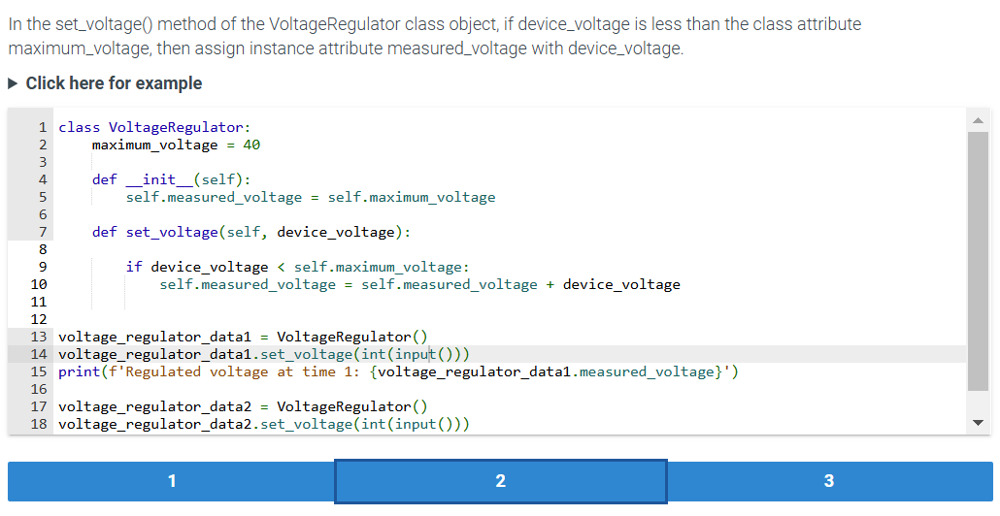 In the set_voltage() method of the VoltageRegulator class object, if device_voltage is less than the class attribute
maximum_voltage, then assign instance attribute measured_voltage with device_voltage.
▶ Click here for example
1 class VoltageRegulator:
2     maximum_voltage = 40
3
4     def __init__(self):
5         self.measured_voltage = self.maximum_voltage
6
7     def set_voltage(self, device_voltage):
8
9         if device_voltage < self.maximum_voltage:
10             self.measured_voltage = self.measured_voltage + device_voltage
11
12
13 voltage_regulator_data1 = VoltageRegulator()
14 voltage_regulator_data1.set_voltage(int(input()))
15 print(f'Regulated voltage at time 1: {voltage_regulator_data1.measured_voltage}')
16
17 voltage_regulator_data2 = VoltageRegulator()
18 voltage_regulator_data2.set_voltage(int(input()))
1 2 3